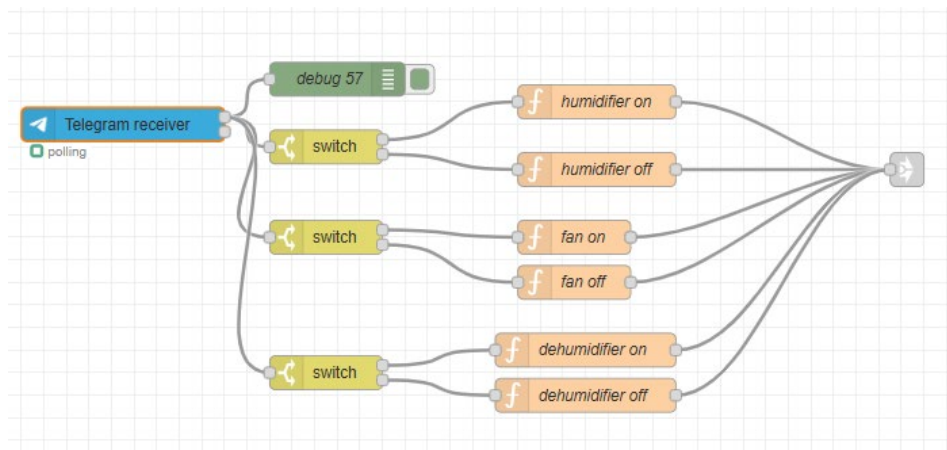 debug 57
Telegram receiver
polling
switch
humidifier on
humidifier off
switch
fan on
fan off
switch
dehumidifier on
dehumidifier off